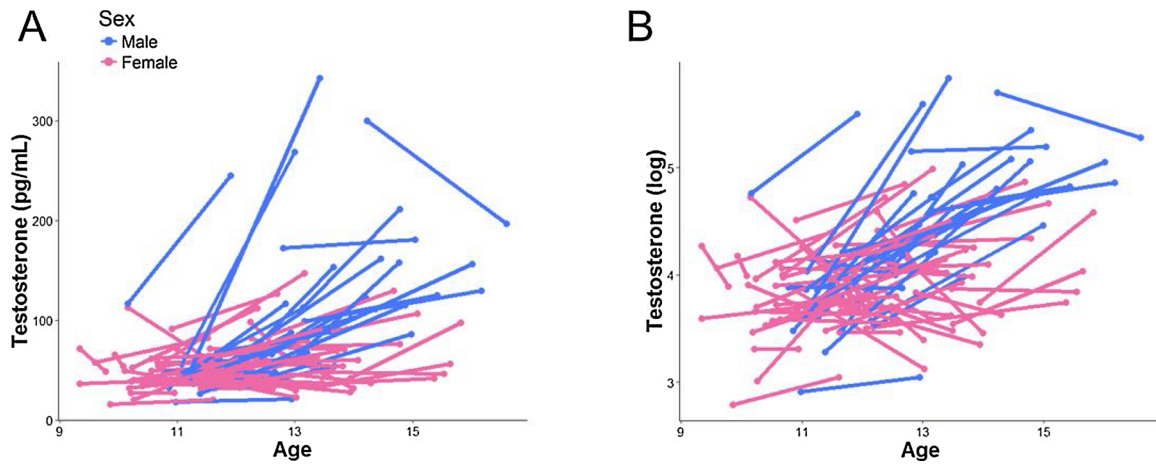 A
Sex
Male
Female
Testosterone (pg/mL)
300
200
100
0
9
11
13
15
Age
B
Testosterone (log)
5
4
3
9
11
13
15
Age